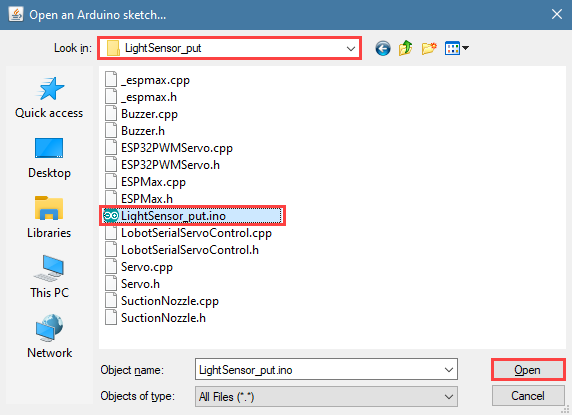 Open an Arduino sketch...
Look in: LightSensor_put
_espmax.cpp
_espmax.h
Buzzer.cpp
Buzzer.h
ESP32PWMServo.cpp
ESP32PWMServo.h
ESPMax.cpp
ESPMax.h
LightSensor_put.ino
LobotSerialServoControl.cpp
LobotSerialServoControl.h
Servo.cpp
Servo.h
SuctionNozzle.cpp
SuctionNozzle.h
Quick access
Desktop
Libraries
This PC
Network
Object name: LightSensor_put.ino Open
Objects of type: All Files (*.*) Cancel